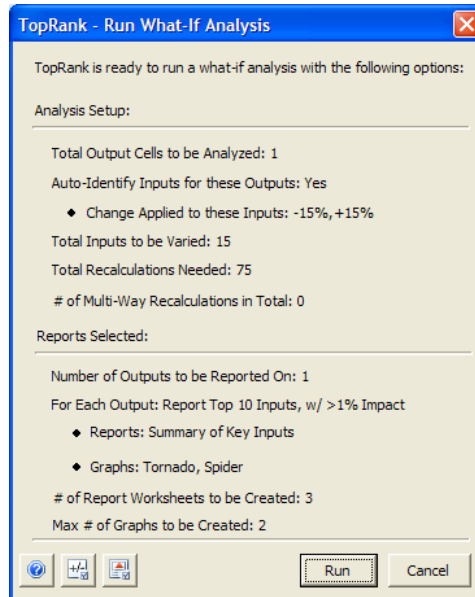 TopRank - Run What-If Analysis
TopRank is ready to run a what-if analysis with the following options:
Analysis Setup:
Total Output Cells to be Analyzed: 1
Auto-Identify Inputs for these Outputs: Yes
◆ Change Applied to these Inputs: -15%,+15%
Total Inputs to be Varied: 15
Total Recalculations Needed: 75
# of Multi-Way Recalculations in Total: 0
Reports Selected:
Number of Outputs to be Reported On: 1
For Each Output: Report Top 10 Inputs, w/ >1% Impact
◆ Reports: Summary of Key Inputs
◆ Graphs: Tornado, Spider
# of Report Worksheets to be Created: 3
Max # of Graphs to be Created: 2
Run Cancel